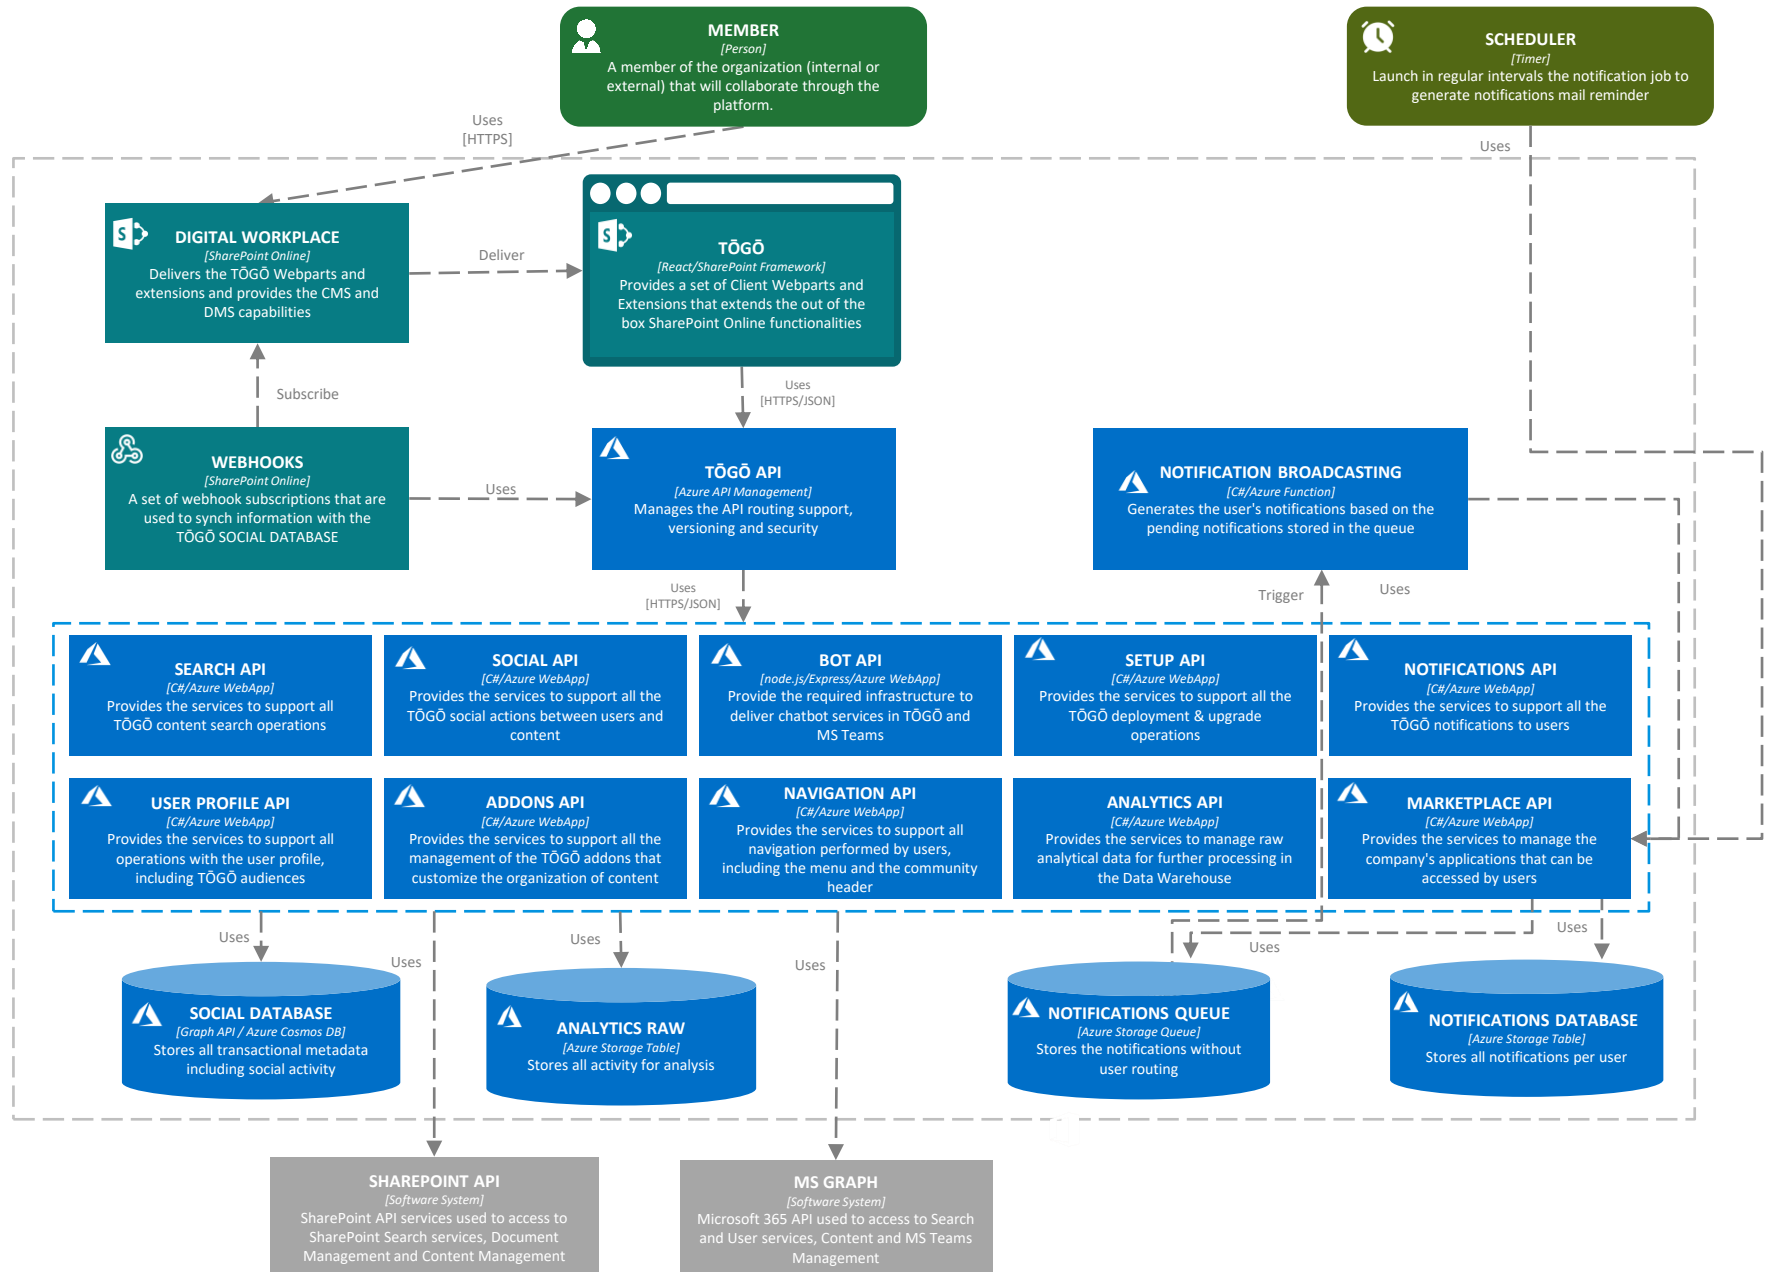 MEMBER
[Person]
A member of the organization (internal or
external) that will collaborate through the
platform.
SCHEDULER
[Timer]
Launch in regular intervals the notification job to
generate notifications mail reminder
Uses
[HTTPS]
Uses
DIGITAL WORKPLACE
[SharePoint Online]
Delivers the TŌGŌ Webparts and
extensions and provides the CMS and
DMS capabilities
Deliver
TŌGŌ
[React/SharePoint Framework]
Provides a set of Client Webparts and
Extensions that extends the out of the
box SharePoint Online functionalities
Subscribe
Uses
[HTTPS/JSON]
WEBHOOKS
[SharePoint Online]
A set of webhook subscriptions that are
used to synch information with the
TŌGŌ SOCIAL DATABASE
Uses
TŌGŌ API
[Azure API Management]
Manages the API routing support,
versioning and security
NOTIFICATION BROADCASTING
[C#/Azure Function]
Generates the user's notifications based on the
pending notifications stored in the queue
Uses
[HTTPS/JSON]
Trigger
Uses
SEARCH API
[C#/Azure WebApp]
Provides the services to support all
TŌGŌ content search operations
SOCIAL API
[C#/Azure WebApp]
Provides the services to support all the
TŌGŌ social actions between users and
content
BOT API
[node.js/Express/Azure WebApp]
Provide the required infrastructure to
deliver chatbot services in TŌGŌ and
MS Teams
SETUP API
[C#/Azure WebApp]
Provides the services to support all the
TŌGŌ deployment & upgrade
operations
NOTIFICATIONS API
[C#/Azure WebApp]
Provides the services to support all the
TŌGŌ notifications to users
USER PROFILE API
[C#/Azure WebApp]
Provides the services to support all
operations with the user profile,
including TŌGŌ audiences
ADDONS API
[C#/Azure WebApp]
Provides the services to support all the
management of the TŌGŌ addons that
customize the organization of content
NAVIGATION API
[C#/Azure WebApp]
Provides the services to support all
navigation performed by users,
including the menu and the community
header
ANALYTICS API
[C#/Azure WebApp]
Provides the services to manage raw
analytical data for further processing in
the Data Warehouse
MARKETPLACE API
[C#/Azure WebApp]
Provides the services to manage the
company's applications that can be
accessed by users
Uses
Uses
Uses
Uses
Uses
Uses
SOCIAL DATABASE
[Graph API / Azure Cosmos DB]
Stores all transactional metadata
including social activity
ANALYTICS RAW
[Azure Storage Table]
Stores all activity for analysis
NOTIFICATIONS QUEUE
[Azure Storage Queue]
Stores the notifications without
user routing
NOTIFICATIONS DATABASE
[Azure Storage Table]
Stores all notifications per user
SHAREPOINT API
[Software System]
SharePoint API services used to access to
SharePoint Search services, Document
Management and Content Management
MS GRAPH
[Software System]
Microsoft 365 API used to access to Search
and User services, Content and MS Teams
Management